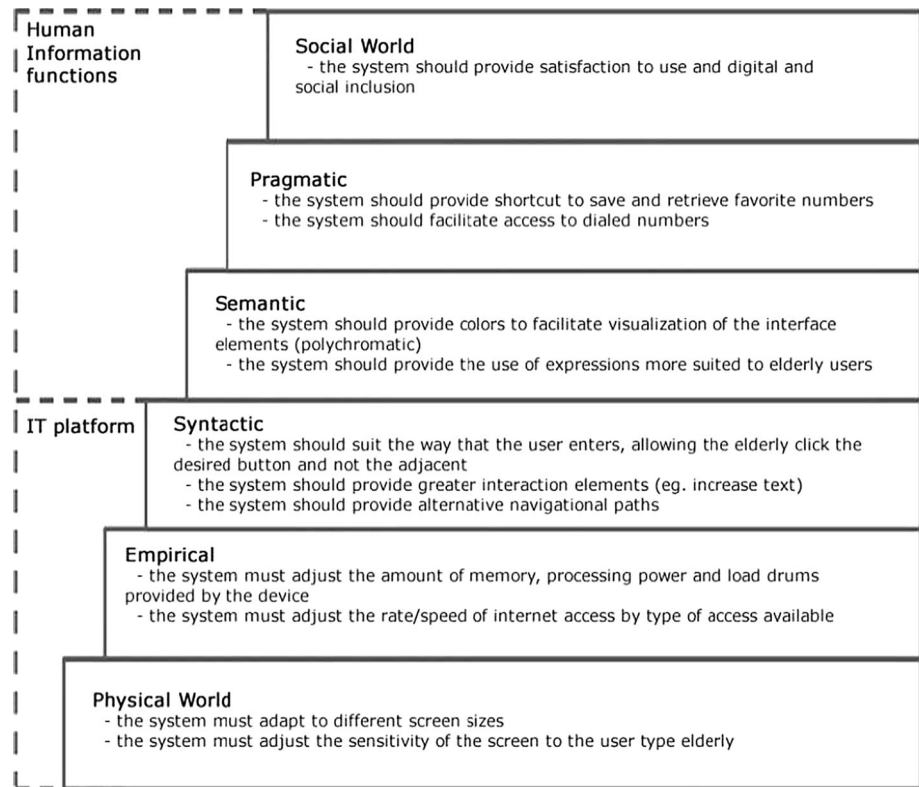 Human
Information
functions
Social World
- the system should provide satisfaction to use and digital and
social inclusion
Pragmatic
- the system should provide shortcut to save and retrieve favorite numbers
- the system should facilitate access to dialed numbers
Semantic
- the system should provide colors to facilitate visualization of the interface
elements (polychromatic)
- the system should provide the use of expressions more suited to elderly users
IT platform
Syntactic
- the system should suit the way that the user enters, allowing the elderly click the
desired button and not the adjacent
- the system should provide greater interaction elements (eg. increase text)
- the system should provide alternative navigational paths
Empirical
- the system must adjust the amount of memory, processing power and load drums
provided by the device
- the system must adjust the rate/speed of internet access by type of access available
Physical World
- the system must adapt to different screen sizes
- the system must adjust the sensitivity of the screen to the user type elderly